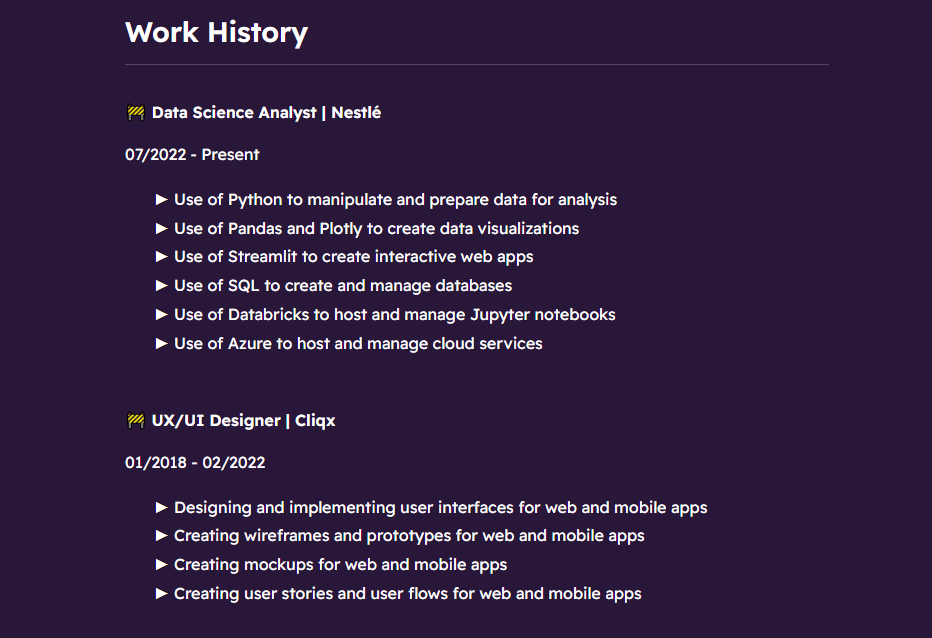 Work History
🚧 Data Science Analyst | Nestlé
07/2022 - Present
► Use of Python to manipulate and prepare data for analysis
► Use of Pandas and Plotly to create data visualizations
► Use of Streamlit to create interactive web apps
► Use of SQL to create and manage databases
► Use of Databricks to host and manage Jupyter notebooks
► Use of Azure to host and manage cloud services
🚧 UX/UI Designer | Cliqx
01/2018 - 02/2022
► Designing and implementing user interfaces for web and mobile apps
► Creating wireframes and prototypes for web and mobile apps
► Creating mockups for web and mobile apps
► Creating user stories and user flows for web and mobile apps